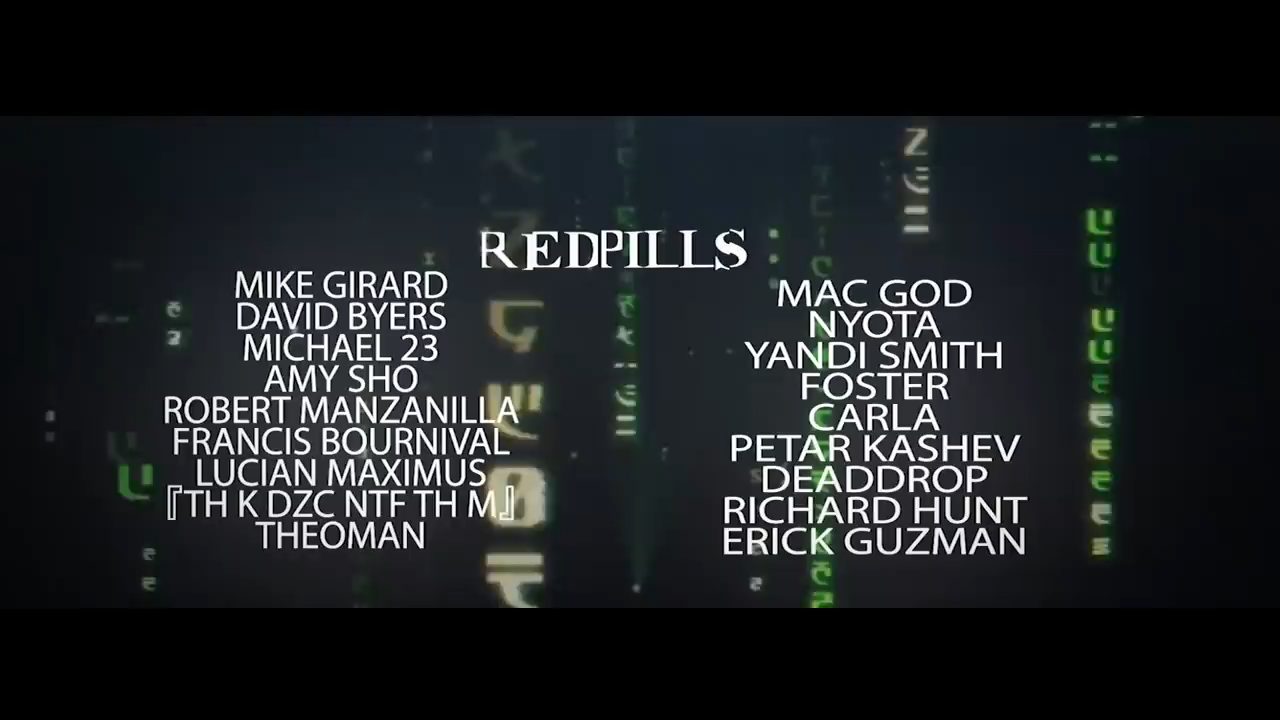 REDPILLS
MIKE GIRARD
DAVID BYERS
MICHAEL 23
AMY SHO
ROBERT MANZANILLA
FRANCIS BOURNIVAL
LUCIAN MAXIMUS
『TH K DZC NTF TH M』
THEOMAN
MAC GOD
NYOTA
YANDI SMITH
FOSTER
CARLA
PETAR KASHEV
DEADDROP
RICHARD HUNT
ERICK GUZMAN